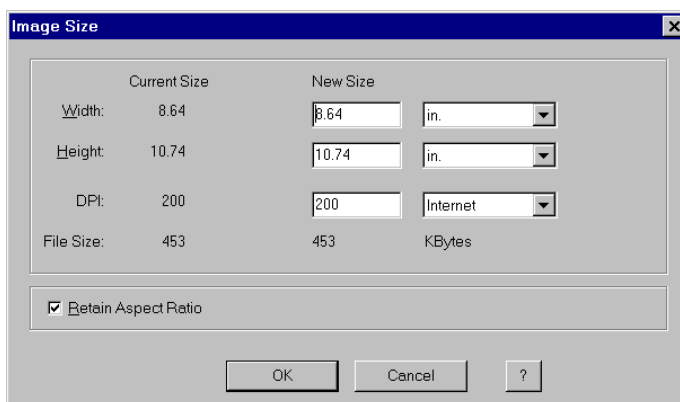 Image Size
Current Size New Size
Width: 8.64 8.64 in.
Height: 10.74 10.74 in.
DPI: 200 200 Internet
File Size: 453 453 KBytes
Retain Aspect Ratio
OK Cancel ?